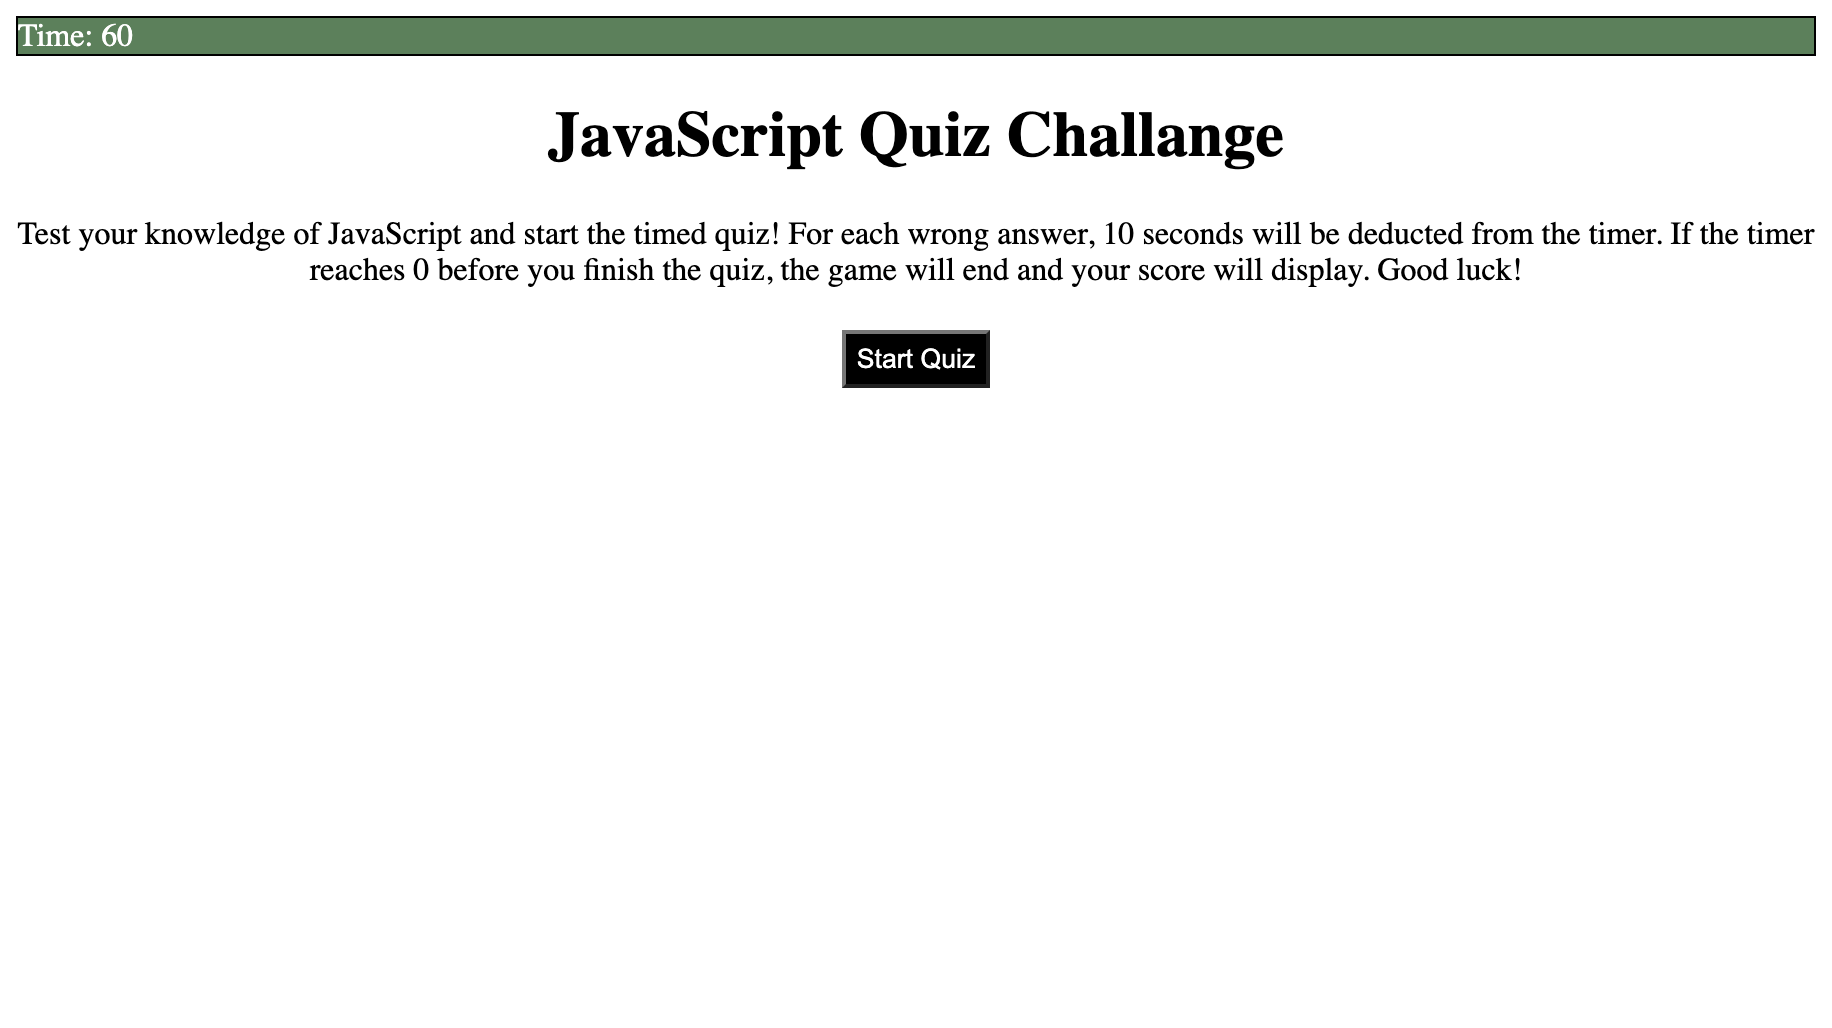 Time: 60
JavaScript Quiz Challange
Test your knowledge of JavaScript and start the timed quiz! For each wrong answer, 10 seconds will be deducted from the timer. If the timer
reaches 0 before you finish the quiz, the game will end and your score will display. Good luck!
Start Quiz